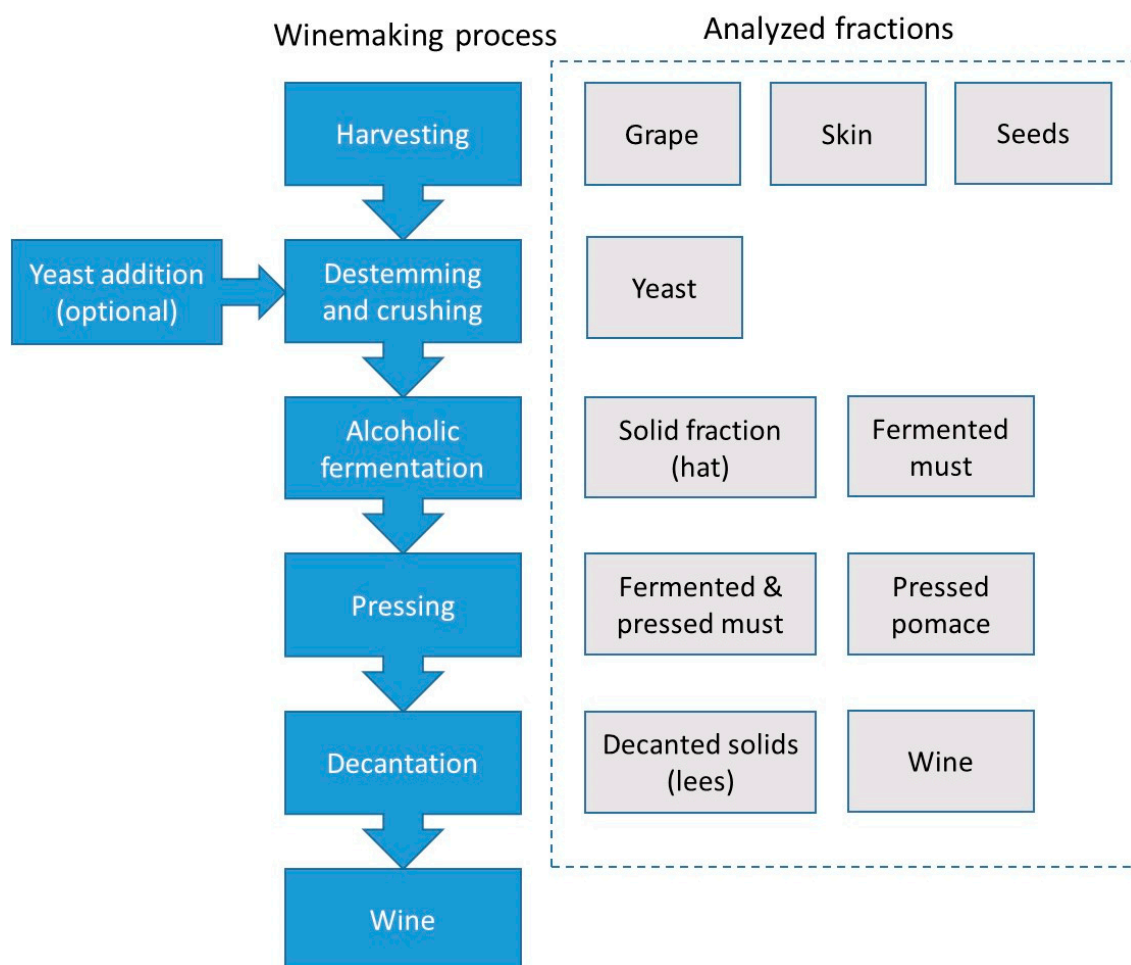 Winemaking process
Analyzed fractions
Harvesting
Grape
Skin
Seeds
Yeast addition
(optional)
Destemming
and crushing
Yeast
Alcoholic
fermentation
Solid fraction
(hat)
Fermented
must
Pressing
Fermented &
pressed must
Pressed
pomace
Decantation
Decanted solids
(lees)
Wine
Wine